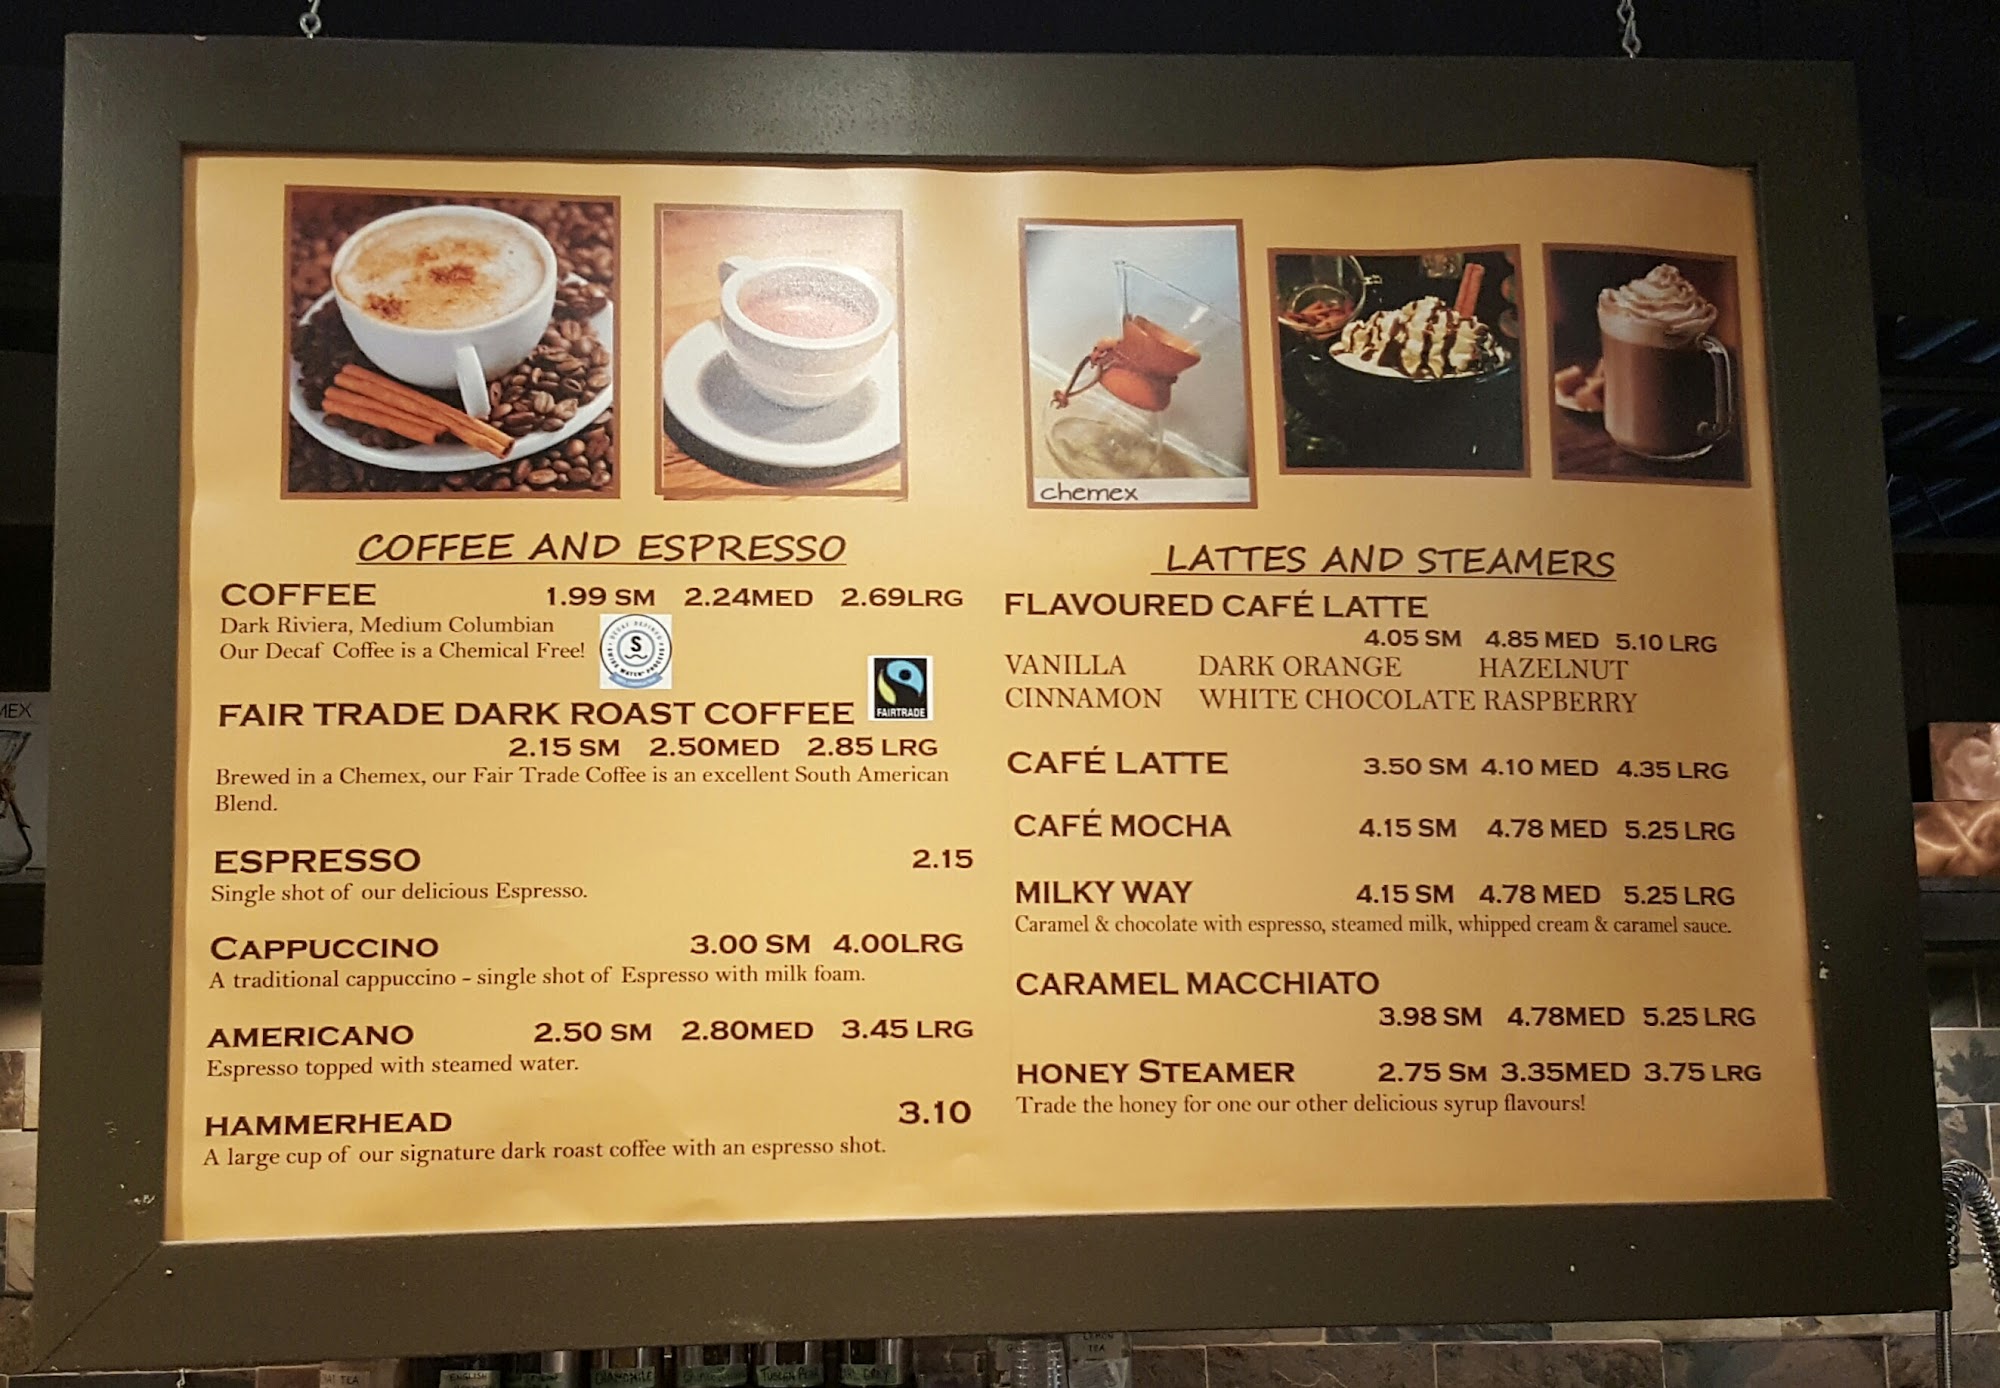 chemex
COFFEE AND ESPRESSO
COFFEE 1.99 SM 2.24MED 2.69LRG
Dark Riviera, Medium Columbian
Our Decaf Coffee is a Chemical Free!
S
FAIR TRADE DARK ROAST COFFEE
FAIRTRADE
2.15 SM 2.50MED 2.85 LRG
Brewed in a Chemex, our Fair Trade Coffee is an excellent South American
Blend.
ESPRESSO 2.15
Single shot of our delicious Espresso.
CAPPUCCINO 3.00 SM 4.00LRG
A traditional cappuccino - single shot of Espresso with milk foam.
AMERICANO 2.50 SM 2.80MED 3.45 LRG
Espresso topped with steamed water.
HAMMERHEAD 3.10
A large cup of our signature dark roast coffee with an espresso shot.
LATTES AND STEAMERS
FLAVOURED CAFÉ LATTE
4.05 SM 4.85 MED 5.10 LRG
VANILLA DARK ORANGE HAZELNUT
CINNAMON WHITE CHOCOLATE RASPBERRY
CAFÉ LATTE 3.50 SM 4.10 MED 4.35 LRG
CAFÉ MOCHA 4.15 SM 4.78 MED 5.25 LRG
MILKY WAY 4.15 SM 4.78 MED 5.25 LRG
Caramel & chocolate with espresso, steamed milk, whipped cream & caramel sauce.
CARAMEL MACCHIATO
3.98 SM 4.78MED 5.25 LRG
HONEY STEAMER 2.75 SM 3.35MED 3.75 LRG
Trade the honey for one our other delicious syrup flavours!
MEX
TEA
ENGLISH
CHAMOMILE
LEMON
TEA